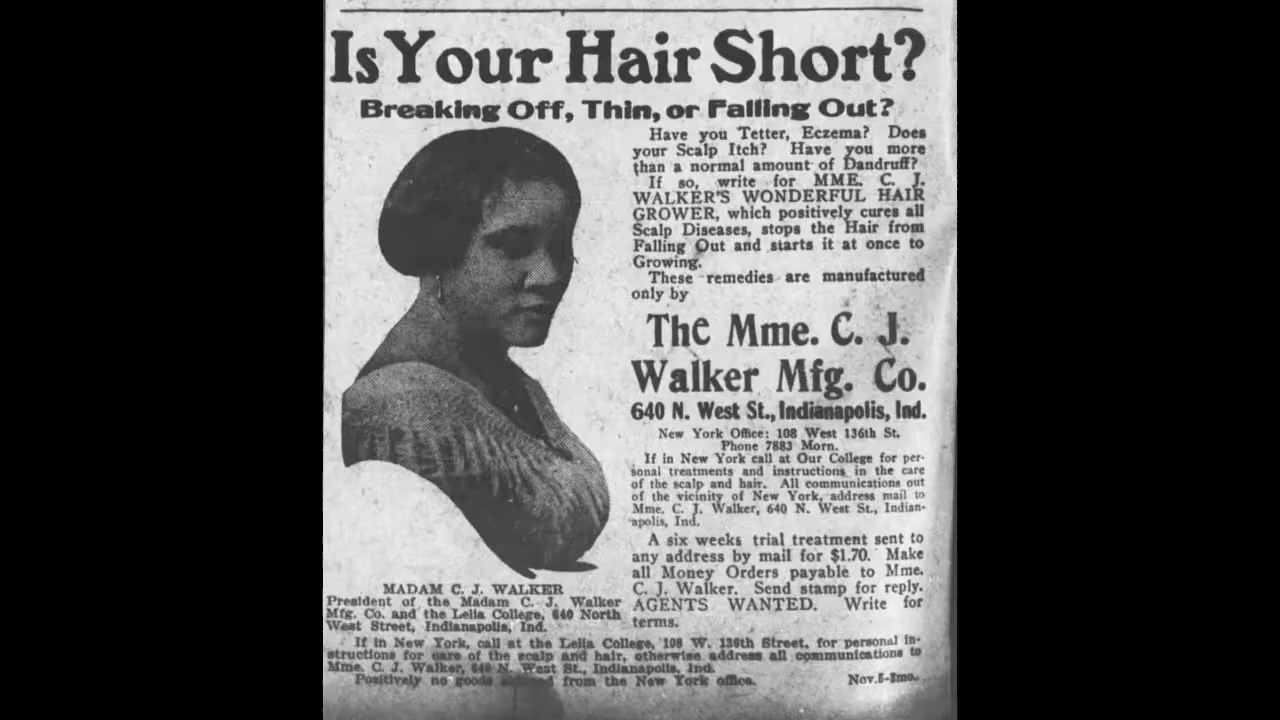 Is Your Hair Short?
Breaking Off, Thin, or Falling Out?
Have you Tetter, Eczema? Does
your Scalp Itch? Have you more
than a normal amount of Dandruff?
If so, write for MME. C. J.
WALKER'S WONDERFUL HAIR
GROWER, which positively cures all
Scalp Diseases, stops the Hair from
Falling Out and starts it at once to
Growing.
These remedies are manufactured
only by
The Mme. C. J.
Walker Mfg. Co.
640 N. West St., Indianapolis, Ind.
New York Office: 108 West 136th St.
Phone 7883 Morn.
If in New York call at Our College for per-
sonal treatments and instructions in the care
of the scalp and hair. All communications out
of the vicinity of New York, address mail to
Mme. C. J. Walker, 640 N. West St., Indian-
apolis, Ind.
A six weeks trial treatment sent to
any address by mail for $1.70. Make
all Money Orders payable to Mme.
C. J. Walker. Send stamp for reply.
AGENTS WANTED. Write for
terms.
MADAM C. J. WALKER
President of the Madam C. J. Walker
Mfg. Co. and the Lelia College, 640 North
West Street, Indianapolis, Ind.
If in New York, call at the Lelia College, 108 W. 136th Street, for personal in-
structions for care of the scalp and hair, otherwise address all communications to
Mme. C. J. Walker, 640 N. West St., Indianapolis, Ind.
Positively no goods from the New York office.
Nov.5-3mo.